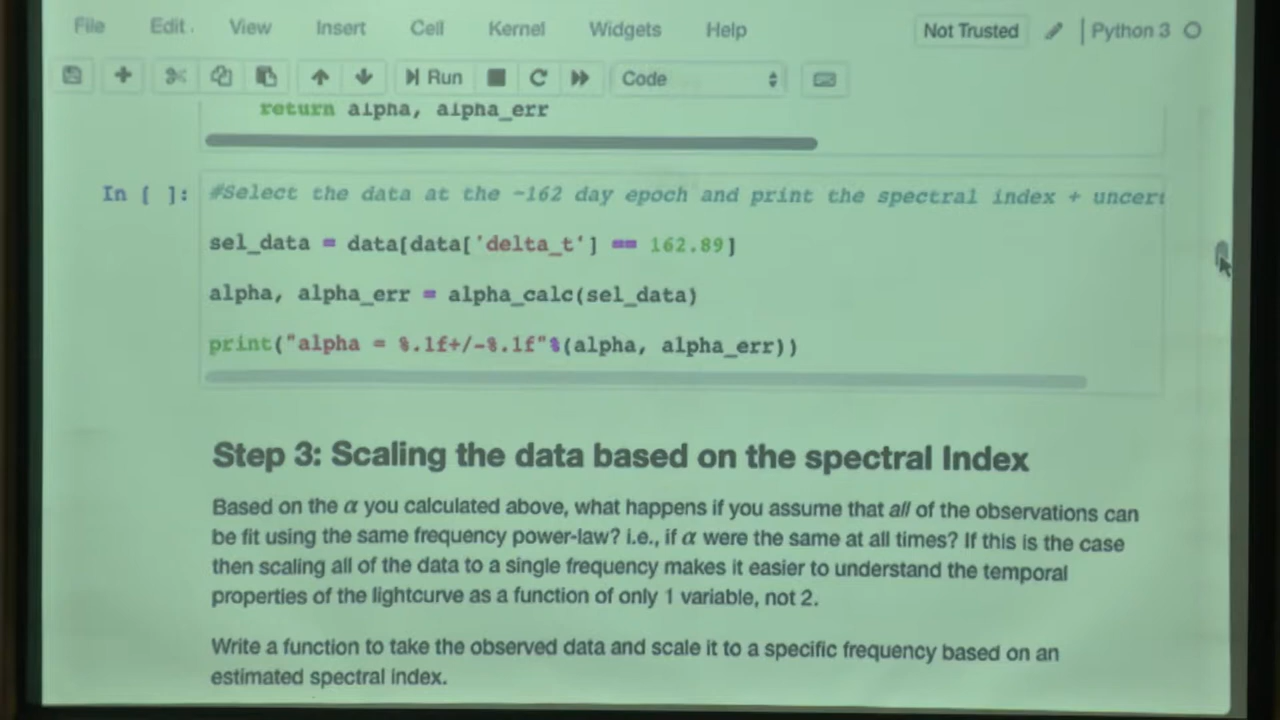 File Edit View Insert Cell Kernel Widgets Help Not Trusted Python 3
Run Code
return alpha, alpha_err
In [ ]: #Select the data at the ~162 day epoch and print the spectral index + uncert
sel_data = data[data['delta_t'] == 162.89]
alpha, alpha_err = alpha_calc(sel_data)
print("alpha = %.1f+/-%.1f"%(alpha, alpha_err))
Step 3: Scaling the data based on the spectral Index
Based on the α you calculated above, what happens if you assume that all of the observations can
be fit using the same frequency power-law? i.e., if α were the same at all times? If this is the case
then scaling all of the data to a single frequency makes it easier to understand the temporal
properties of the lightcurve as a function of only 1 variable, not 2.
Write a function to take the observed data and scale it to a specific frequency based on an
estimated spectral index.